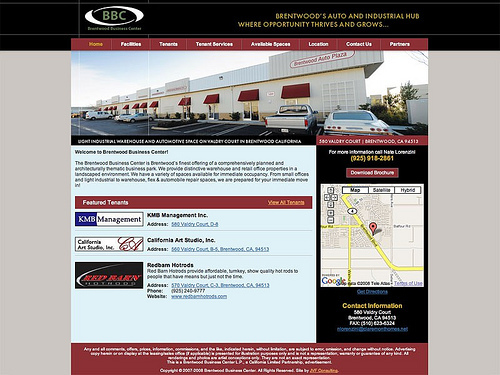 BBC
Brentwood Business Center
BRENTWOOD'S AUTO AND INDUSTRIAL HUB
WHERE OPPORTUNITY THRIVES AND GROWS...
Home Facilities Tenants Tenant Services Available Spaces Location Contact Us Partners
Brentwood Auto Plaza
LIGHT INDUSTRIAL WAREHOUSE AND AUTOMOTIVE SPACE ON VALDRY COURT IN BRENTWOOD CALIFORNIA
580 VALDRY COURT | BRENTWOOD, CA 94513
Welcome to Brentwood Business Center!
The Brentwood Business Center is Brentwood's finest offering of a comprehensively planned and
architecturally thematic business park. We provide distinctive warehouse and retail office properties in a
landscaped environment. We have a variety of spaces available for immediate occupancy. From small offices
and light industrial to warehouse, flex & automobile repair spaces, we are prepared for your immediate move
in!
For more information call Nate Lorenzini
(925) 918-2861
Download Brochure
Featured Tenants
View All Tenants
KMB Management
KMB Management Inc.
Address: 580 Valdry Court, D-8
California
Art Studio, Inc.
California Art Studio, Inc.
Address: 580 Valdry Court, B-5, Brentwood, CA, 94513
RED BARN
HOTRODS
Redbarn Hotrods
Red Barn Hotrods provide affordable, turnkey, show quality hot rods to
people that have means but just not the time.
Address: 570 Valdry Court, C-3, Brentwood, CA, 94513
Phone: (925) 240-9777
Website: www.redbarnhotrods.com
Map Satellite Hybrid
Google
©2008 Tele Atlas - Terms of Use
Get Directions
Contact Information
580 Valdry Court
Brentwood, CA 94513
FAX: (510) 623-6324
Any and all comments, offers, prices, information, commissions, and the like, indicated herein, without limitation, are subject to error, omission, and change without notice. Advertising
copy herein or on display at the leasing/sales office (if applicable) is presented for illustration purposes only and is not a representation, warranty or guarantee of any kind. All
renderings and photos are artist conceptions only. They are not an exact representation.
This is a Brentwood Business Center L.P., a California Limited Partnership, advertisement.
Copyright © 2007-2008 Brentwood Business Center. All Rights Reserved. Site by JVF Consulting.